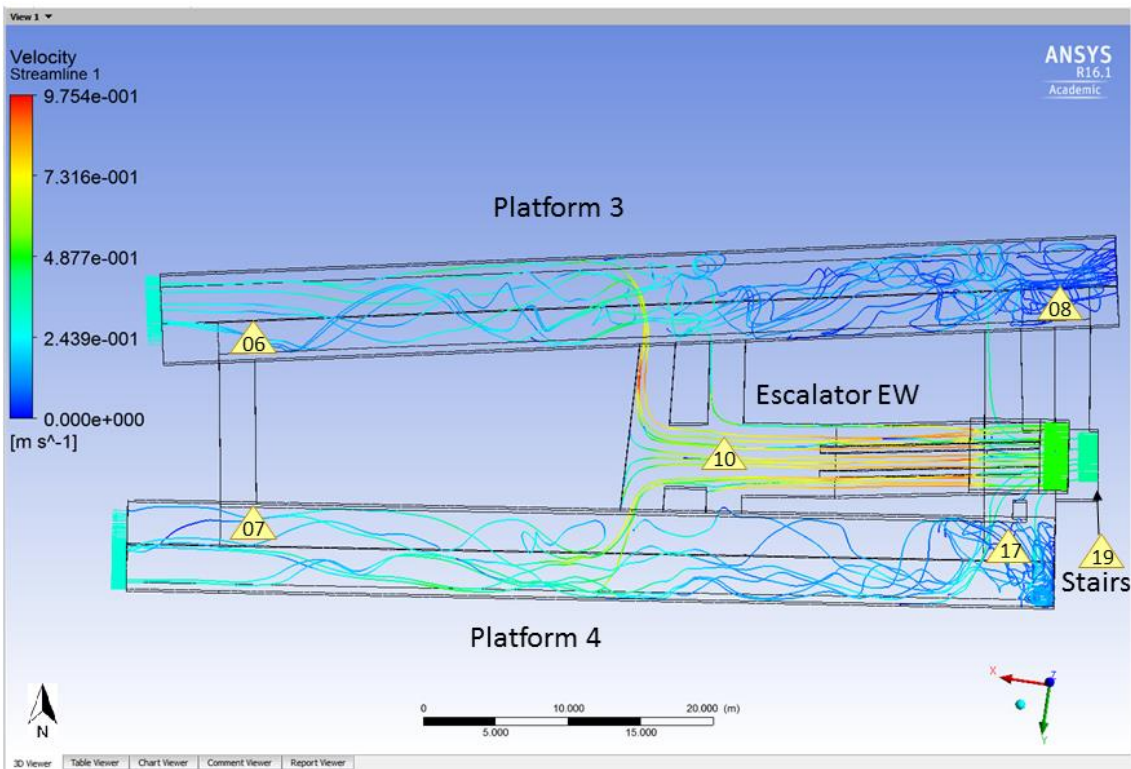 View 1
Velocity
Streamline 1
9.754e-001
7.316e-001
4.877e-001
2.439e-001
0.000e+000
[m s^-1]
ANSYS
R16.1
Academic
Platform 3
06
08
Escalator EW
10
07
17
19
Stairs
Platform 4
N
0 10.000 20.000 (m)
5.000 15.000
X
Y
Z
3D Viewer Table Viewer Chart Viewer Comment Viewer Report Viewer